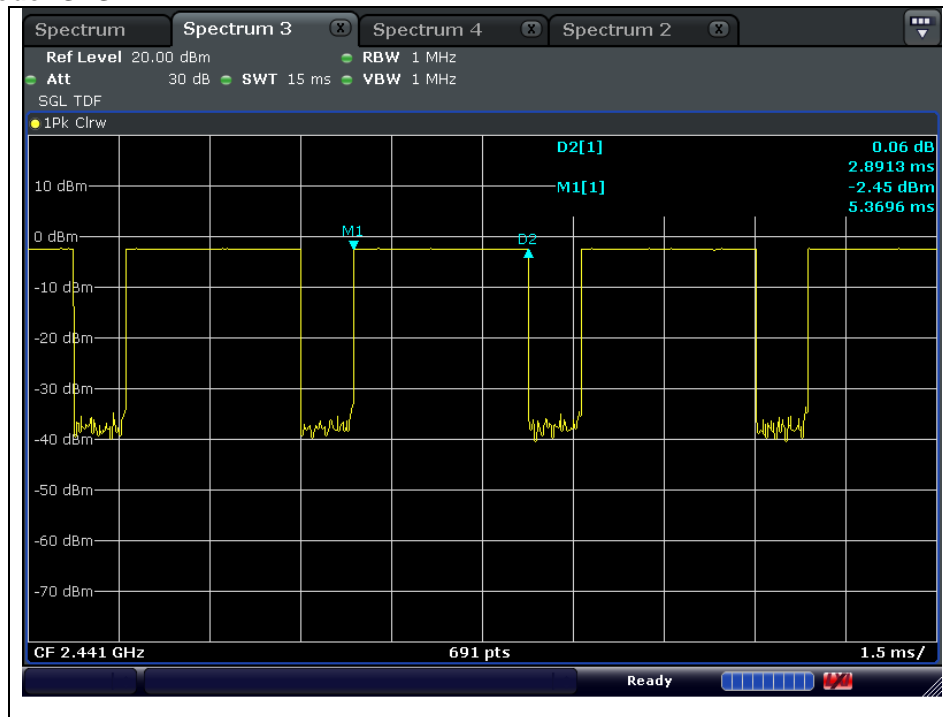 Spectrum Spectrum 3 X Spectrum 4 X Spectrum 2 X
Ref Level 20.00 dBm RBW 1 MHz
Att 30 dB SWT 15 ms VBW 1 MHz
SGL TDF
1Pk Clrw
D2[1] 0.06 dB
2.8913 ms
10 dBm M1[1] -2.45 dBm
5.3696 ms
M1
0 dBm D2
-10 dBm
-20 dBm
-30 dBm
-40 dBm
-50 dBm
-60 dBm
-70 dBm
CF 2.441 GHz 691 pts 1.5 ms/
Ready